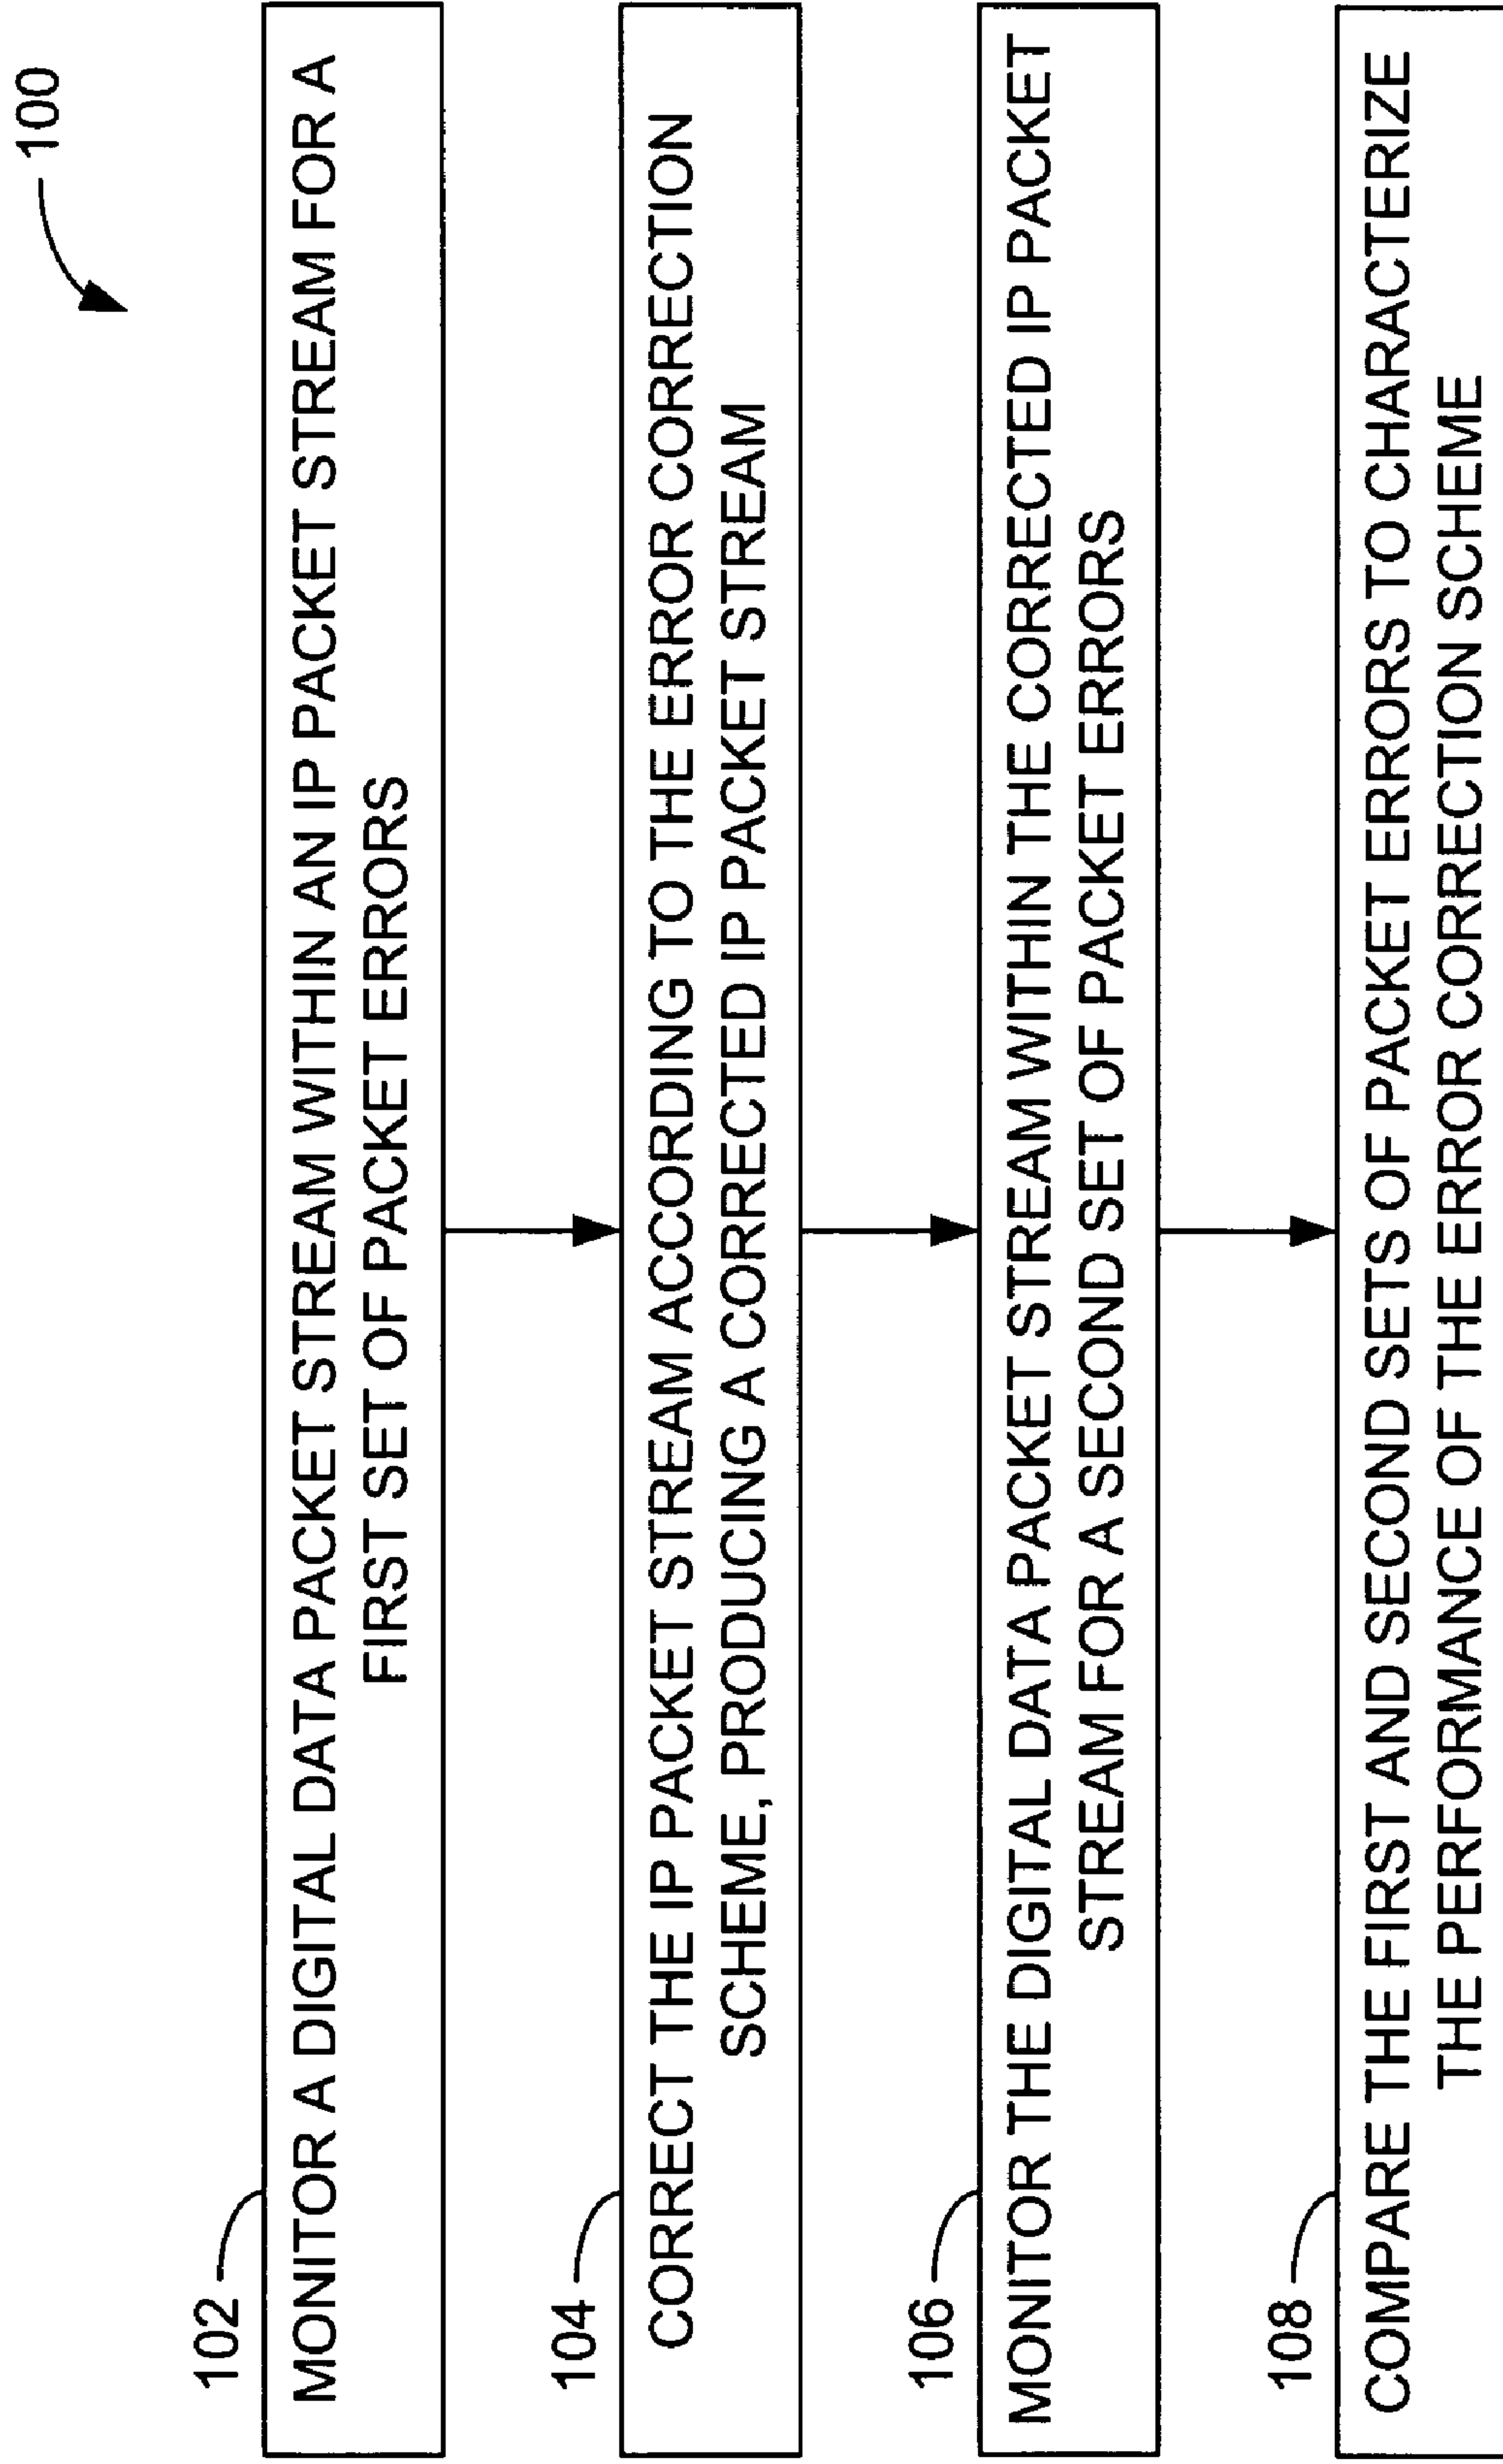 100
102
MONITOR A DIGITAL DATA PACKET STREAM WITHIN AN IP PACKET STREAM FOR A
FIRST SET OF PACKET ERRORS
104
CORRECT THE IP PACKET STREAM ACCORDING TO THE ERROR CORRECTION
SCHEME, PRODUCING A CORRECTED IP PACKET STREAM
106
MONITOR THE DIGITAL DATA PACKET STREAM WITHIN THE CORRECTED IP PACKET
STREAM FOR A SECOND SET OF PACKET ERRORS
108
COMPARE THE FIRST AND SECOND SETS OF PACKET ERRORS TO CHARACTERIZE
THE PERFORMANCE OF THE ERROR CORRECTION SCHEME